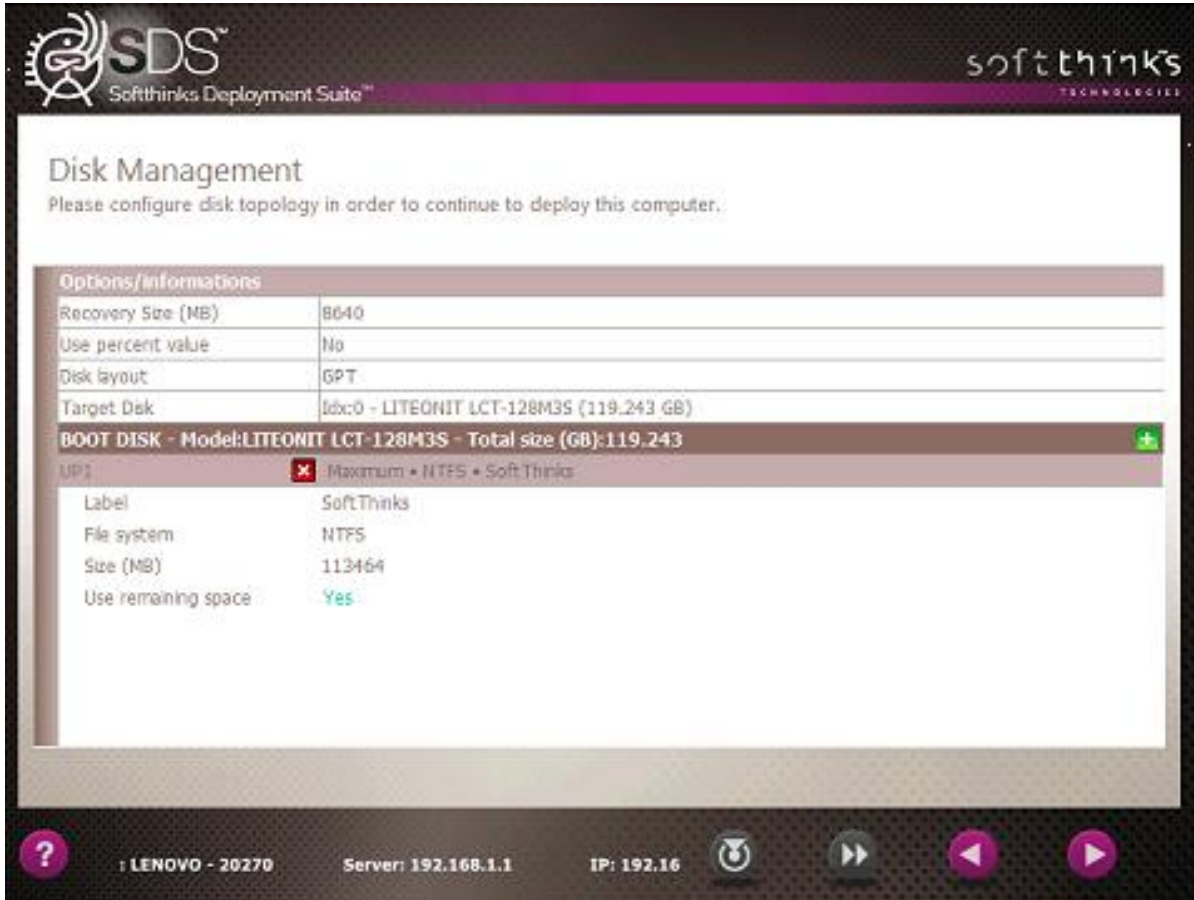 SDS™
Softthinks Deployment Suite™
softthinks
TECHNOLOGIES
Disk Management
Please configure disk topology in order to continue to deploy this computer.
Options/informations
Recovery Size (MB) 8640
Use percent value No
Disk layout GPT
Target Disk Idx:0 - LITEONIT LCT-128M3S (119.243 GB)
BOOT DISK - Model:LITEONIT LCT-128M3S - Total size (GB):119.243
UP1 Maximum • NTFS • SoftThinks
Label SoftThinks
File system NTFS
Size (MB) 113464
Use remaining space Yes
? : LENOVO - 20270 Server: 192.168.1.1 IP: 192.16